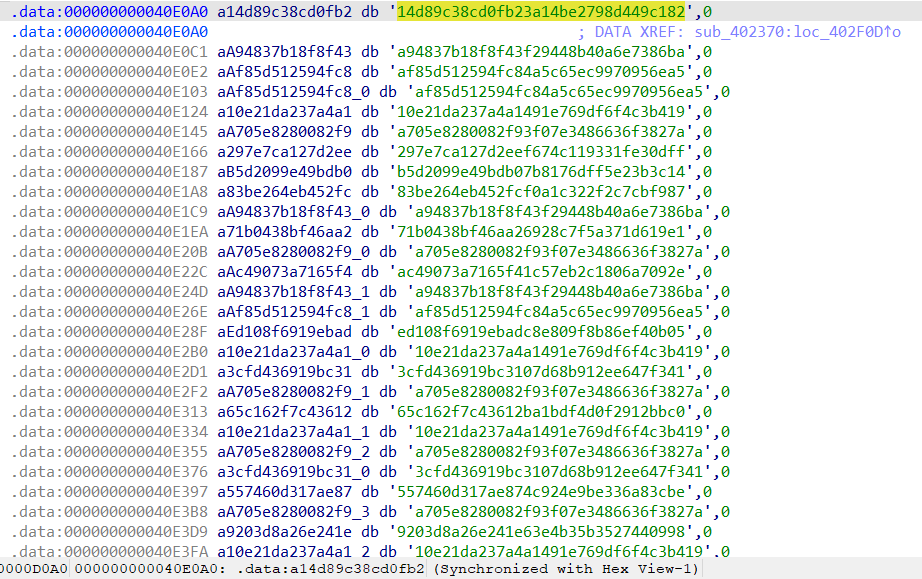 .data:000000000040E0A0 a14d89c38cd0fb2 db '14d89c38cd0fb23a14be2798d449c182',0
.data:000000000040E0A0 ; DATA XREF: sub_402370:loc_402F0D↑o
.data:000000000040E0C1 aA94837b18f8f43 db 'a94837b18f8f43f29448b40a6e7386ba',0
.data:000000000040E0E2 aAf85d512594fc8 db 'af85d512594fc84a5c65ec9970956ea5',0
.data:000000000040E103 aAf85d512594fc8_0 db 'af85d512594fc84a5c65ec9970956ea5',0
.data:000000000040E124 a10e21da237a4a1 db '10e21da237a4a1491e769df6f4c3b419',0
.data:000000000040E145 aA705e8280082f9 db 'a705e8280082f93f07e3486636f3827a',0
.data:000000000040E166 a297e7ca127d2ee db '297e7ca127d2eef674c119331fe30dff',0
.data:000000000040E187 aB5d2099e49bdb0 db 'b5d2099e49bdb07b8176dff5e23b3c14',0
.data:000000000040E1A8 a83be264eb452fc db '83be264eb452fcf0a1c322f2c7cbf987',0
.data:000000000040E1C9 aA94837b18f8f43_0 db 'a94837b18f8f43f29448b40a6e7386ba',0
.data:000000000040E1EA a71b0438bf46aa2 db '71b0438bf46aa26928c7f5a371d619e1',0
.data:000000000040E20B aA705e8280082f9_0 db 'a705e8280082f93f07e3486636f3827a',0
.data:000000000040E22C aAc49073a7165f4 db 'ac49073a7165f41c57eb2c1806a7092e',0
.data:000000000040E24D aA94837b18f8f43_1 db 'a94837b18f8f43f29448b40a6e7386ba',0
.data:000000000040E26E aAf85d512594fc8_1 db 'af85d512594fc84a5c65ec9970956ea5',0
.data:000000000040E28F aEd108f6919ebad db 'ed108f6919ebadc8e809f8b86ef40b05',0
.data:000000000040E2B0 a10e21da237a4a1_0 db '10e21da237a4a1491e769df6f4c3b419',0
.data:000000000040E2D1 a3cfd436919bc31 db '3cfd436919bc3107d68b912ee647f341',0
.data:000000000040E2F2 aA705e8280082f9_1 db 'a705e8280082f93f07e3486636f3827a',0
.data:000000000040E313 a65c162f7c43612 db '65c162f7c43612ba1bdf4d0f2912bbc0',0
.data:000000000040E334 a10e21da237a4a1_1 db '10e21da237a4a1491e769df6f4c3b419',0
.data:000000000040E355 aA705e8280082f9_2 db 'a705e8280082f93f07e3486636f3827a',0
.data:000000000040E376 a3cfd436919bc31_0 db '3cfd436919bc3107d68b912ee647f341',0
.data:000000000040E397 a557460d317ae87 db '557460d317ae874c924e9be336a83cbe',0
.data:000000000040E3B8 aA705e8280082f9_3 db 'a705e8280082f93f07e3486636f3827a',0
.data:000000000040E3D9 a9203d8a26e241e db '9203d8a26e241e63e4b35b3527440998',0
.data:000000000040E3FA a10e21da237a4a1_2 db '10e21da237a4a1491e769df6f4c3b419',0
0000D0A0 000000000040E0A0: .data:a14d89c38cd0fb2 (Synchronized with Hex View-1)